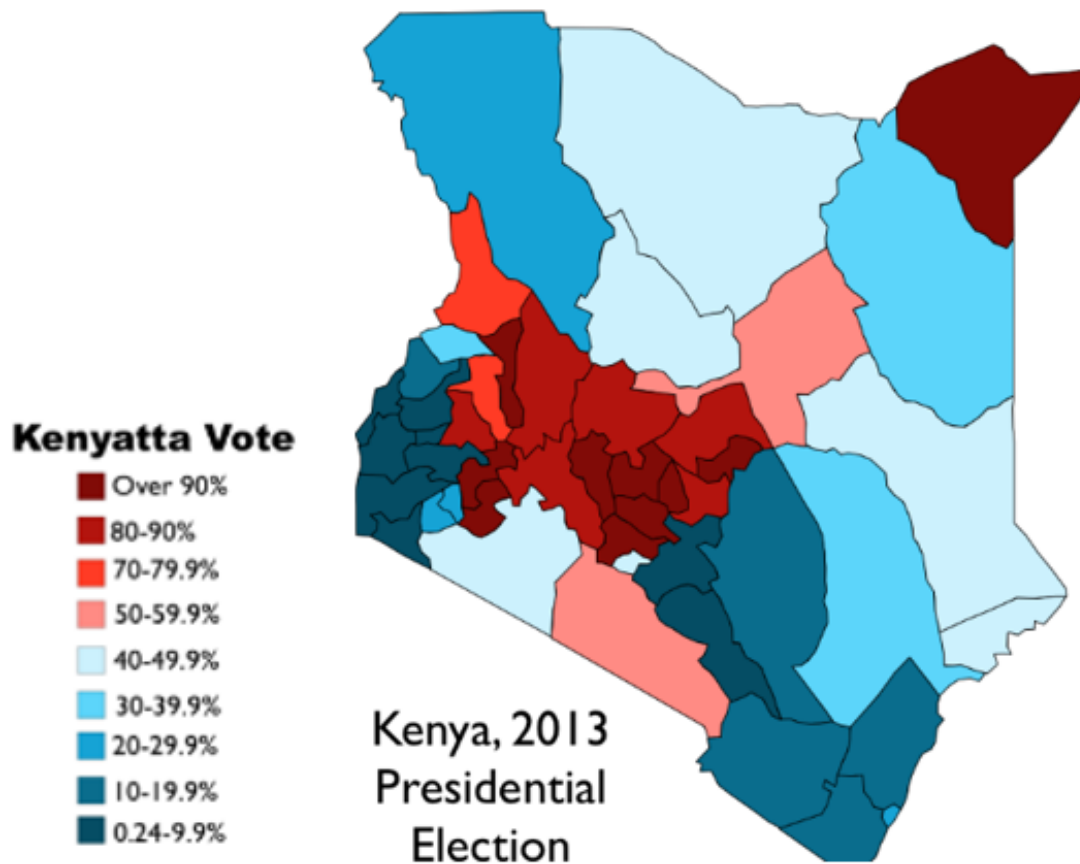 Kenyatta Vote
Over 90%
80-90%
70-79.9%
50-59.9%
40-49.9%
30-39.9%
20-29.9%
10-19.9%
0.24-9.9%
Kenya, 2013
Presidential
Election